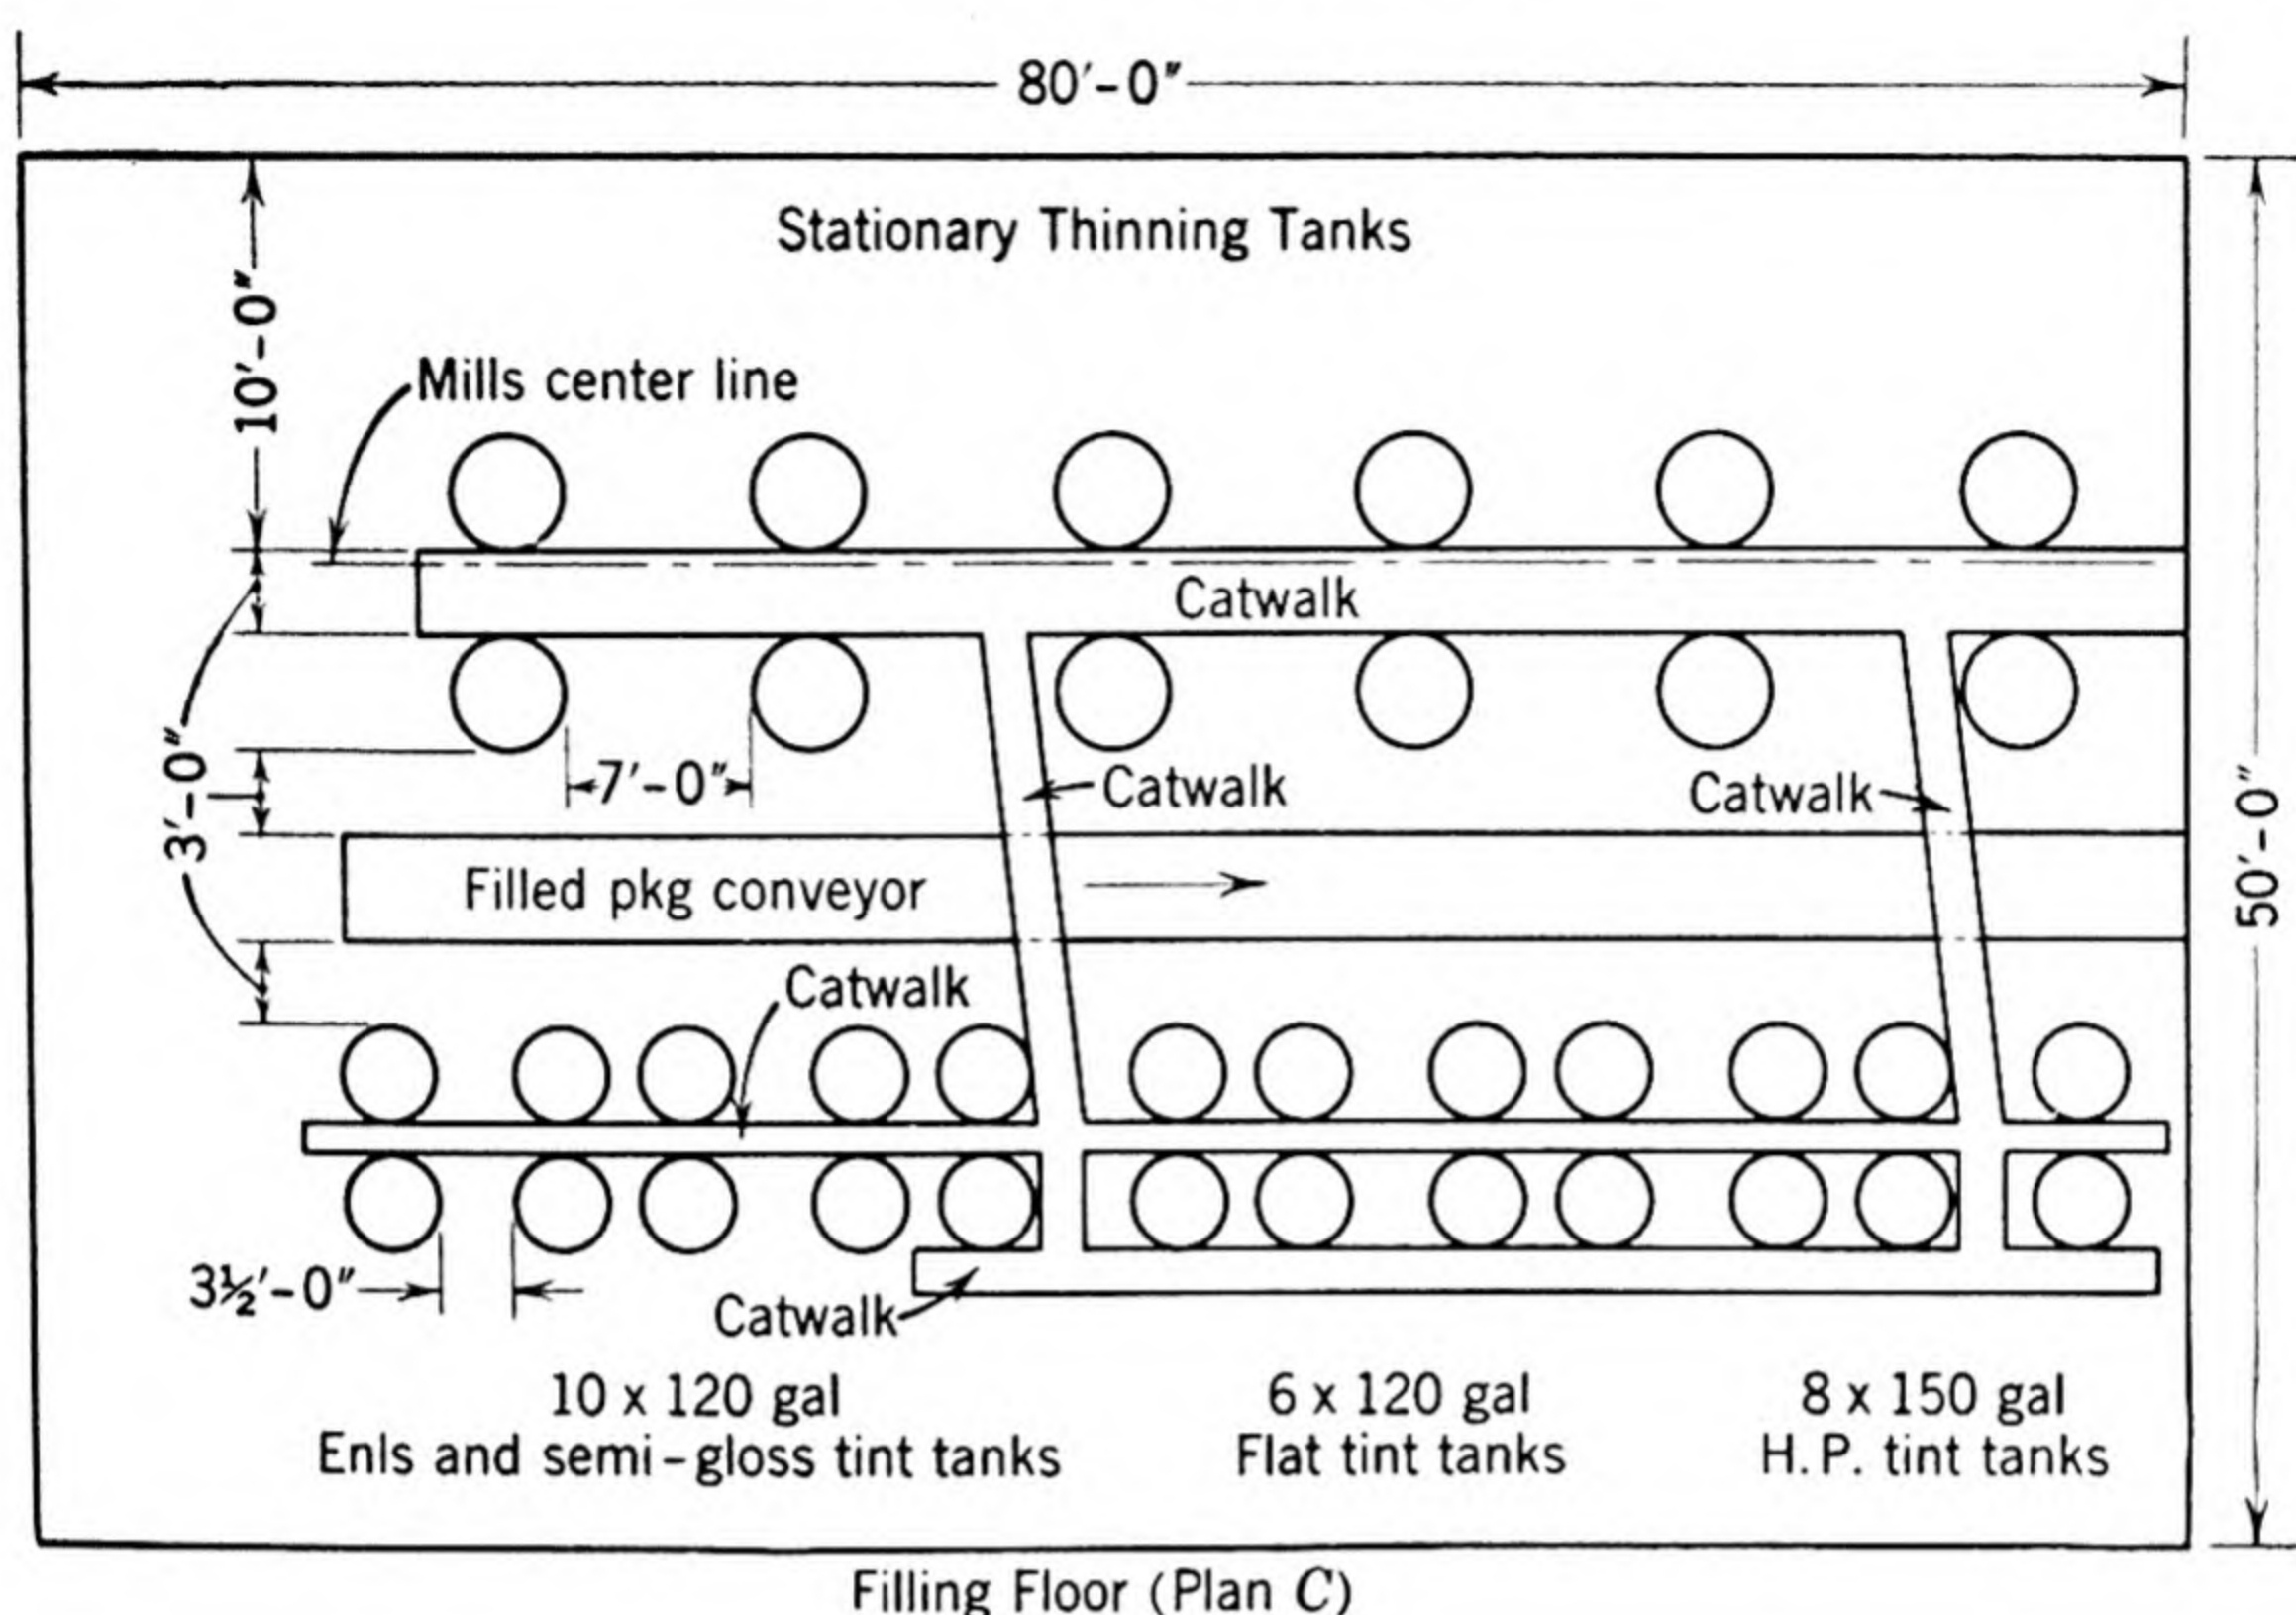 80′-0″
Stationary Thinning Tanks
10′-0″
Mills center line
Catwalk
3′-0″
7′-0″
Catwalk
Catwalk
50′-0″
Filled pkg conveyor
Catwalk
3½′-0″
Catwalk
10 x 120 gal
Enls and semi-gloss tint tanks
6 x 120 gal
Flat tint tanks
8 x 150 gal
H.P. tint tanks
Filling Floor (Plan C)